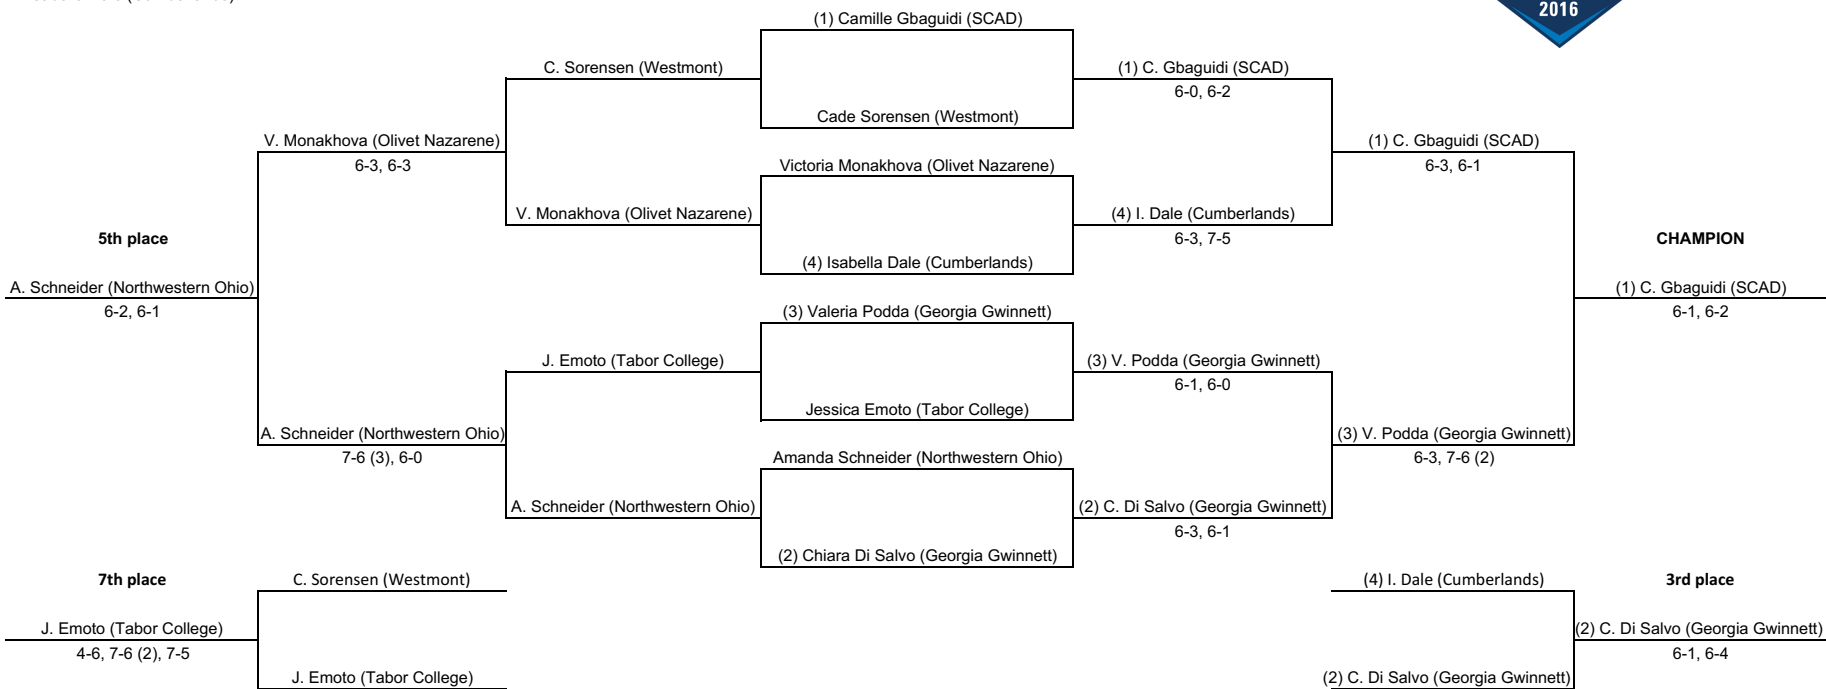 2016
(1) Camille Gbaguidi (SCAD)
C. Sorensen (Westmont)
(1) C. Gbaguidi (SCAD)
6-0, 6-2
Cade Sorensen (Westmont)
V. Monakhova (Olivet Nazarene)
6-3, 6-3
(1) C. Gbaguidi (SCAD)
6-3, 6-1
Victoria Monakhova (Olivet Nazarene)
V. Monakhova (Olivet Nazarene)
(4) I. Dale (Cumberlands)
6-3, 7-5
5th place
CHAMPION
(4) Isabella Dale (Cumberlands)
A. Schneider (Northwestern Ohio)
6-2, 6-1
(1) C. Gbaguidi (SCAD)
6-1, 6-2
(3) Valeria Podda (Georgia Gwinnett)
J. Emoto (Tabor College)
(3) V. Podda (Georgia Gwinnett)
6-1, 6-0
Jessica Emoto (Tabor College)
A. Schneider (Northwestern Ohio)
7-6 (3), 6-0
(3) V. Podda (Georgia Gwinnett)
6-3, 7-6 (2)
Amanda Schneider (Northwestern Ohio)
A. Schneider (Northwestern Ohio)
(2) C. Di Salvo (Georgia Gwinnett)
6-3, 6-1
(2) Chiara Di Salvo (Georgia Gwinnett)
7th place
C. Sorensen (Westmont)
(4) I. Dale (Cumberlands)
3rd place
J. Emoto (Tabor College)
4-6, 7-6 (2), 7-5
(2) C. Di Salvo (Georgia Gwinnett)
6-1, 6-4
J. Emoto (Tabor College)
(2) C. Di Salvo (Georgia Gwinnett)